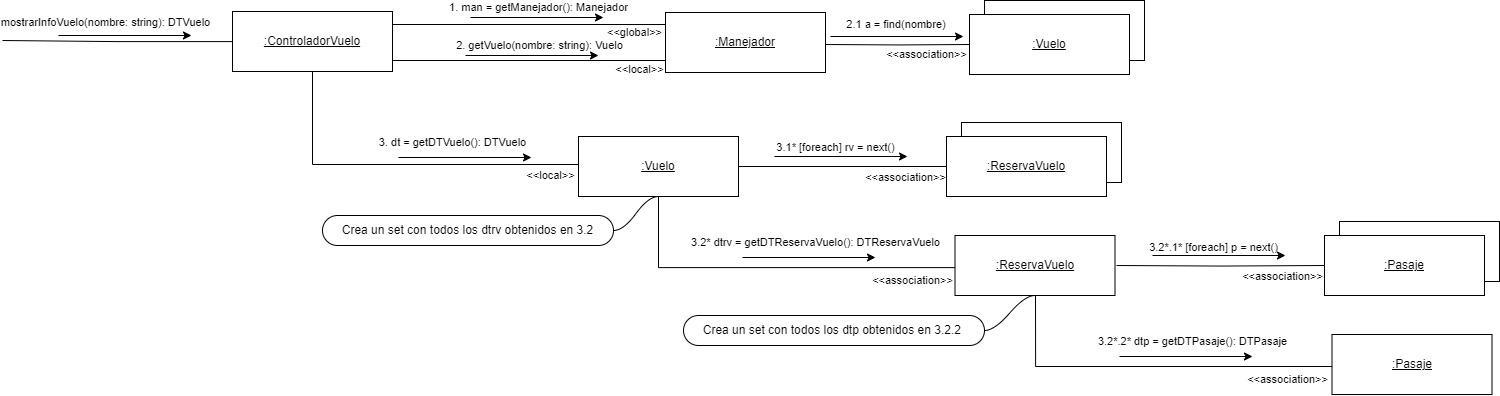 mostrarInfoVuelo(nombre: string): DTVuelo
:ControladorVuelo
1. man = getManejador(): Manejador
<<global>>
2. getVuelo(nombre: string): Vuelo
<<local>>
:Manejador
2.1 a = find(nombre)
<<association>>
:Vuelo
3. dt = getDTVuelo(): DTVuelo
<<local>>
:Vuelo
3.1* [foreach] rv = next()
<<association>>
:ReservaVuelo
Crea un set con todos los dtrv obtenidos en 3.2
3.2* dtrv = getDTReservaVuelo(): DTReservaVuelo
<<association>>
:ReservaVuelo
3.2*.1* [foreach] p = next()
<<association>>
:Pasaje
Crea un set con todos los dtp obtenidos en 3.2.2
3.2*.2* dtp = getDTPasaje(): DTPasaje
<<association>>
:Pasaje